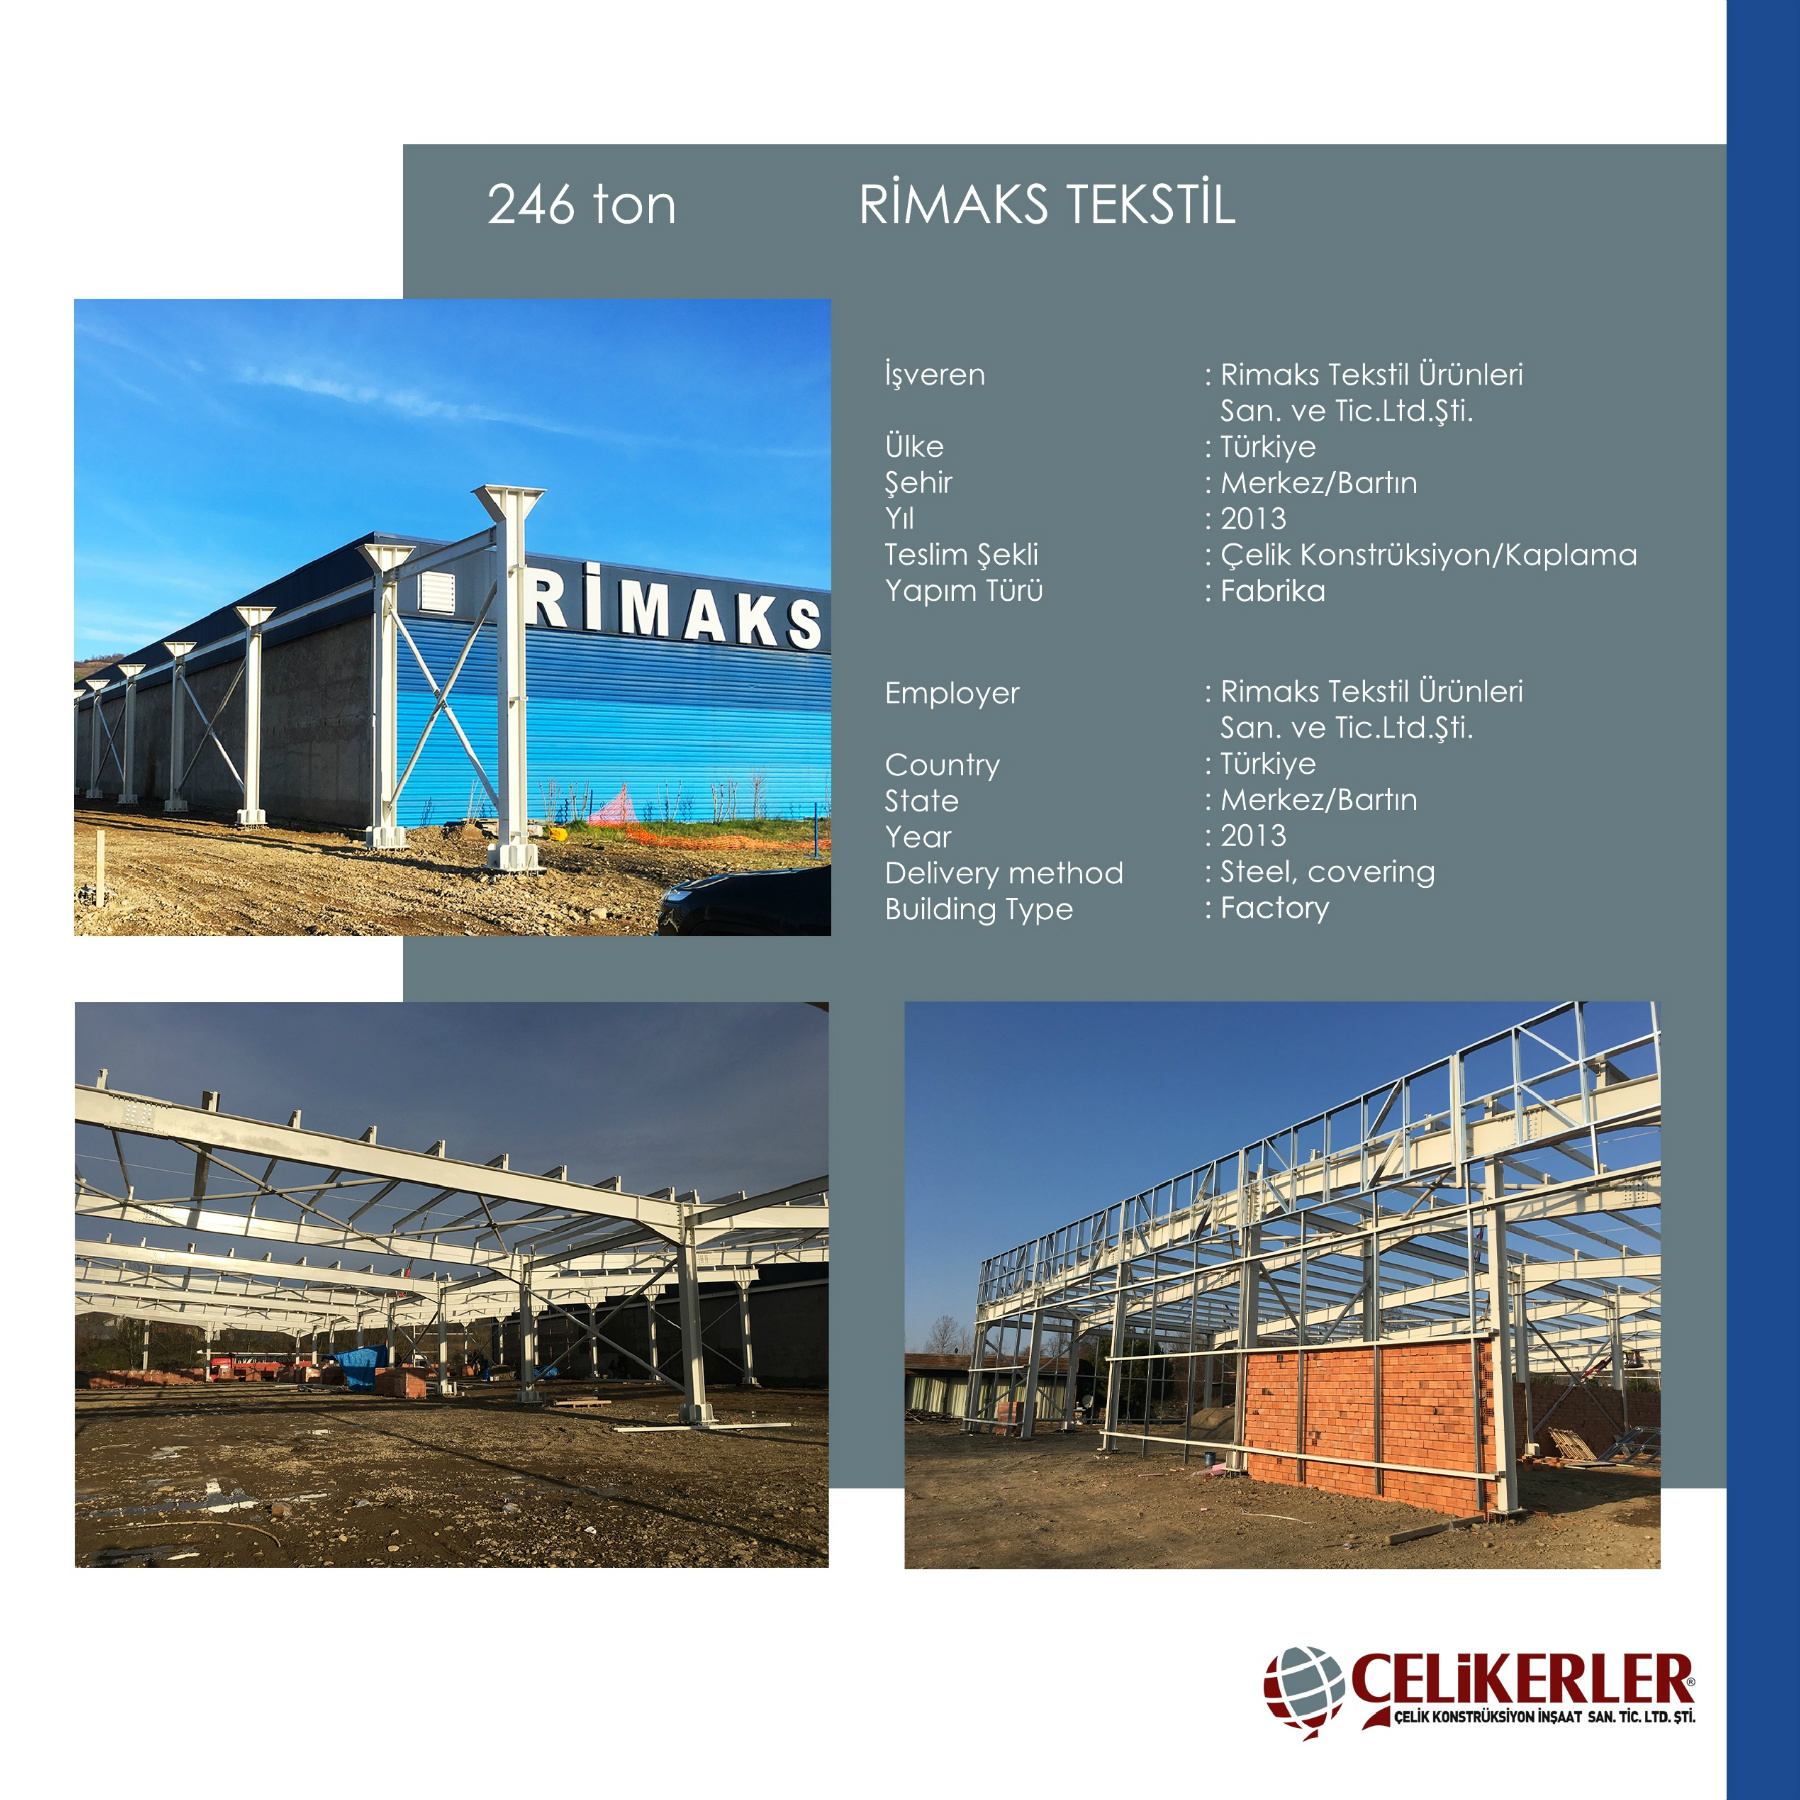 246 ton
RİMAKS TEKSTİL
RİMAKS
İşveren : Rimaks Tekstil Ürünleri
San. ve Tic.Ltd.Şti.
Ülke : Türkiye
Şehir : Merkez/Bartın
Yıl : 2013
Teslim Şekli : Çelik Konstrüksiyon/Kaplama
Yapım Türü : Fabrika
Employer : Rimaks Tekstil Ürünleri
San. ve Tic.Ltd.Şti.
Country : Türkiye
State : Merkez/Bartın
Year : 2013
Delivery method : Steel, covering
Building Type : Factory
ÇELiKERLER®
ÇELİK KONSTRÜKSİYON İNŞAAT SAN. TİC. LTD. ŞTİ.